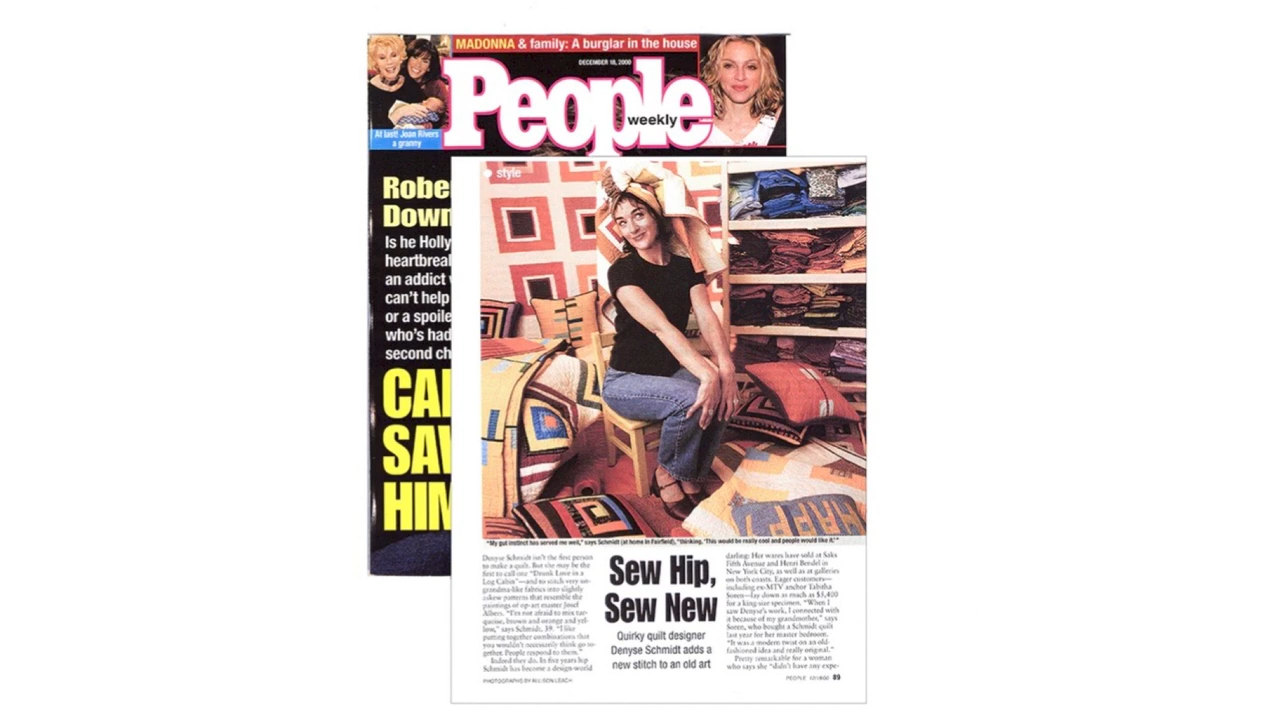 MADONNA & family: A burglar in the house
DECEMBER 18, 2000
People
weekly
At last! Joan Rivers
a granny
Robe
Down
Is he Holly
heartbreal
an addict
can't help
or a spoile
who's had
second ch
CAI
SAV
HIM
style
HAPPY
"My gut instinct has served me well," says Schmidt (at home in Fairfield), "thinking, 'This would be really cool and people would like it.'"
Denyse Schmidt isn't the first person
to make a quilt. But she may be the
first to call one "Drunk Love in a
Log Cabin"—and to stitch very un-
grandma-like fabrics into slightly
askew patterns that resemble the
paintings of op-art master Josef
Albers. "I'm not afraid to mix tur-
quoise, brown and orange and yel-
low," says Schmidt, 39. "I like
putting together combinations that
you wouldn't necessarily think go to-
gether. People respond to them."
Indeed they do. In five years hip
Schmidt has become a design-world
PHOTOGRAPHS BY ALLISON LEACH
Sew Hip,
Sew New
Quirky quilt designer
Denyse Schmidt adds a
new stitch to an old art
darling: Her wares have sold at Saks
Fifth Avenue and Henri Bendel in
New York City, as well as at galleries
on both coasts. Eager customers—
including ex-MTV anchor Tabitha
Soren—lay down as much as $5,400
for a king-size specimen. "When I
saw Denyse's work, I connected with
it because of my grandmother," says
Soren, who bought a Schmidt quilt
last year for her master bedroom.
"It was a modern twist on an old-
fashioned idea and really original."
Pretty remarkable for a woman
who says she "didn't have any expe-
PEOPLE 12/18/00 89